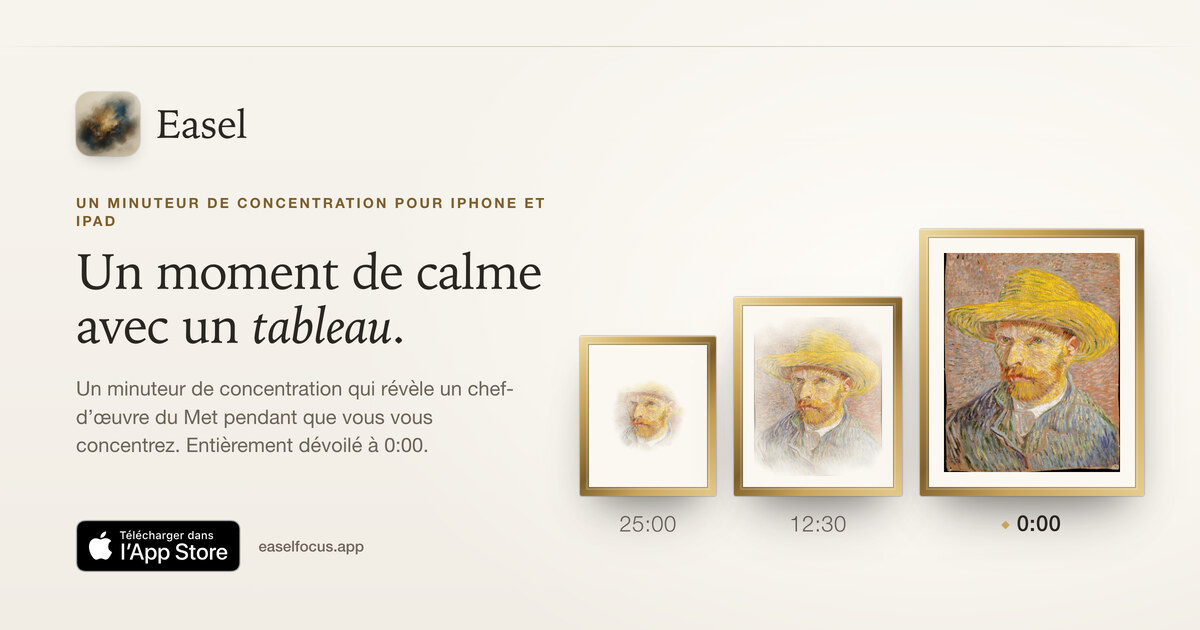 Easel
UN MINUTEUR DE CONCENTRATION POUR IPHONE ET
IPAD
Un moment de calme
avec un tableau.
Un minuteur de concentration qui révèle un chef-
d’œuvre du Met pendant que vous vous
concentrez. Entièrement dévoilé à 0:00.
Télécharger dans
l’App Store
easelfocus.app
25:00
12:30
0:00